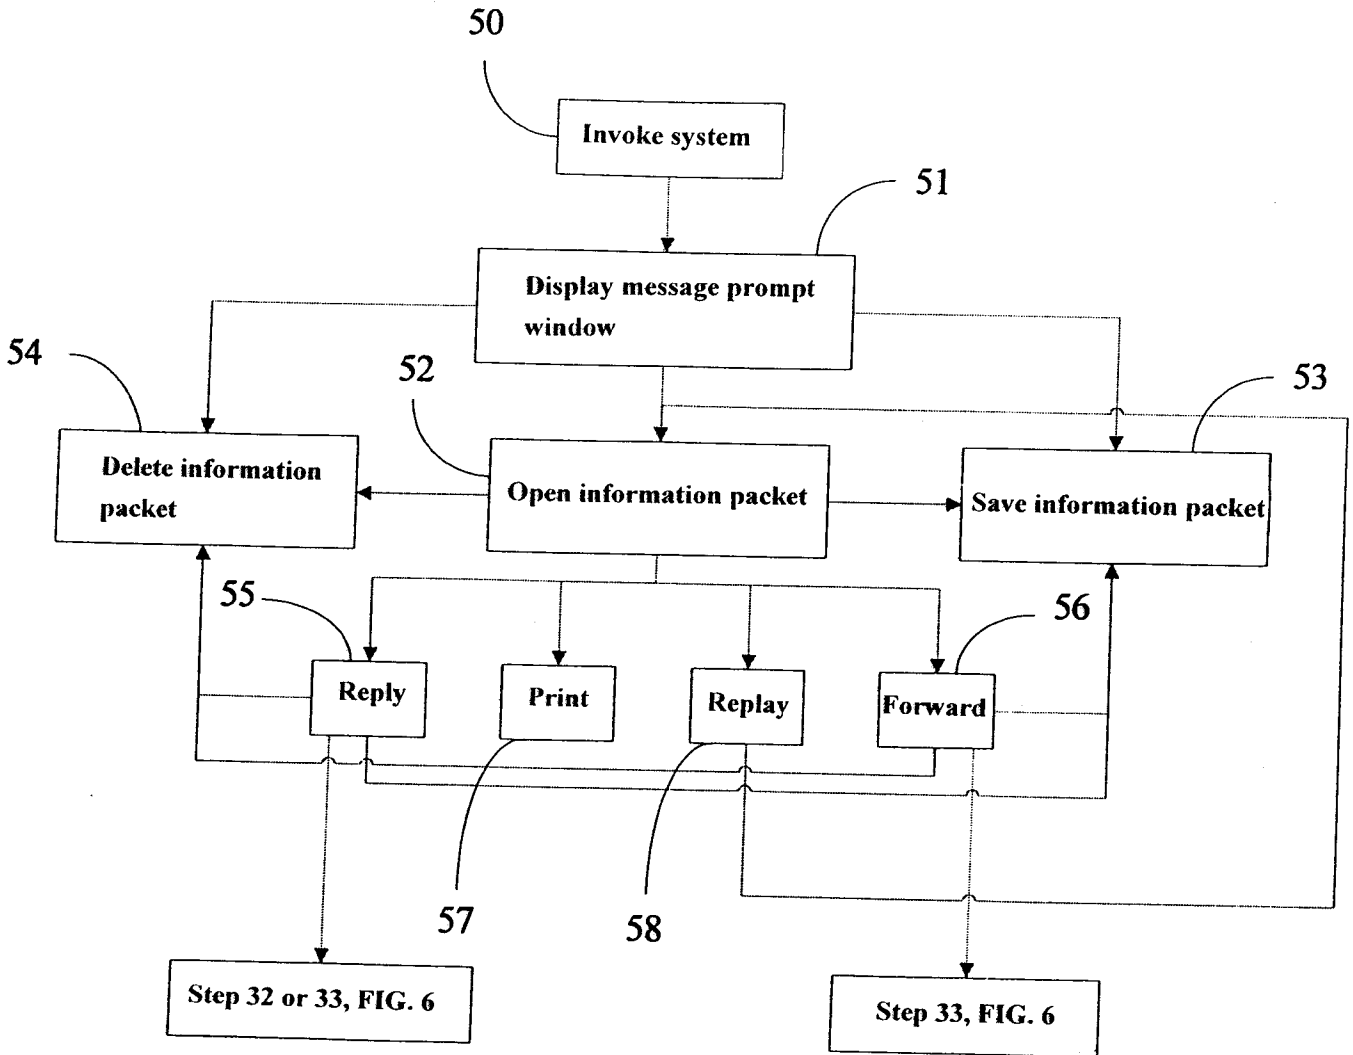 50
Invoke system
51
Display message prompt
window
54
52
53
Delete information
packet
Open information packet
Save information packet
55
56
Reply
Print
Replay
Forward
57
58
Step 32 or 33, FIG. 6
Step 33, FIG. 6